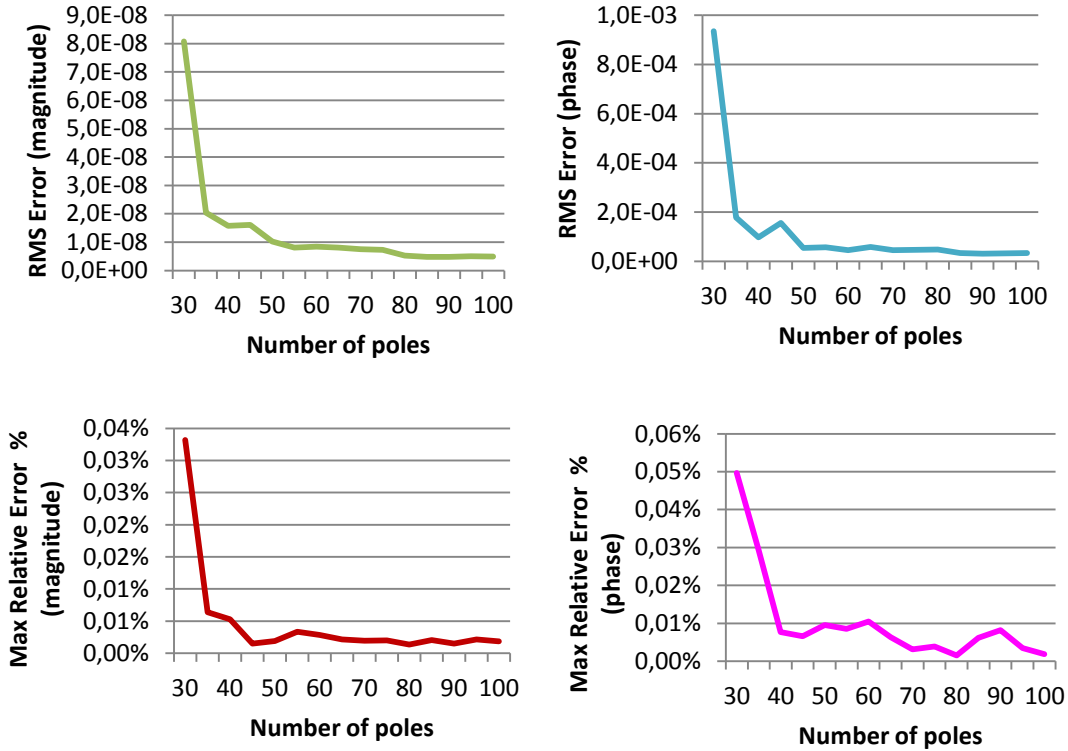 RMS Error (magnitude)
9,0E-08
8,0E-08
7,0E-08
6,0E-08
5,0E-08
4,0E-08
3,0E-08
2,0E-08
1,0E-08
0,0E+00
30 40 50 60 70 80 90 100
Number of poles
RMS Error (phase)
1,0E-03
8,0E-04
6,0E-04
4,0E-04
2,0E-04
0,0E+00
30 40 50 60 70 80 90 100
Number of poles
Max Relative Error %
(magnitude)
0,04%
0,03%
0,03%
0,02%
0,02%
0,01%
0,01%
0,00%
30 40 50 60 70 80 90 100
Number of poles
Max Relative Error %
(phase)
0,06%
0,05%
0,04%
0,03%
0,02%
0,01%
0,00%
30 40 50 60 70 80 90 100
Number of poles